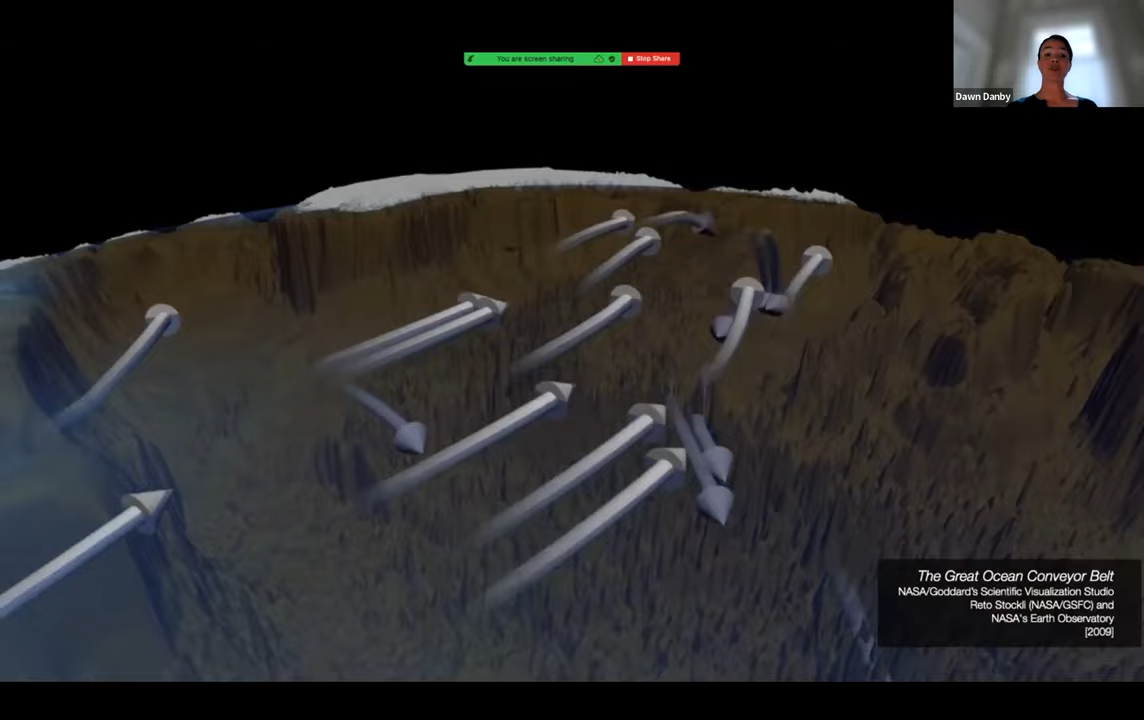 You are screen sharing
Stop Share
Dawn Danby
The Great Ocean Conveyor Belt
NASA/Goddard's Scientific Visualization Studio
Reto Stockli (NASA/GSFC) and
NASA's Earth Observatory
[2009]